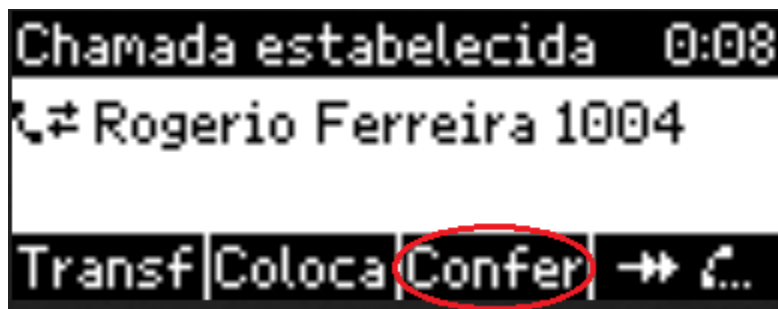 Chamada estabelecida 0:08
Rogerio Ferreira 1004
Transf Coloca Confer ...